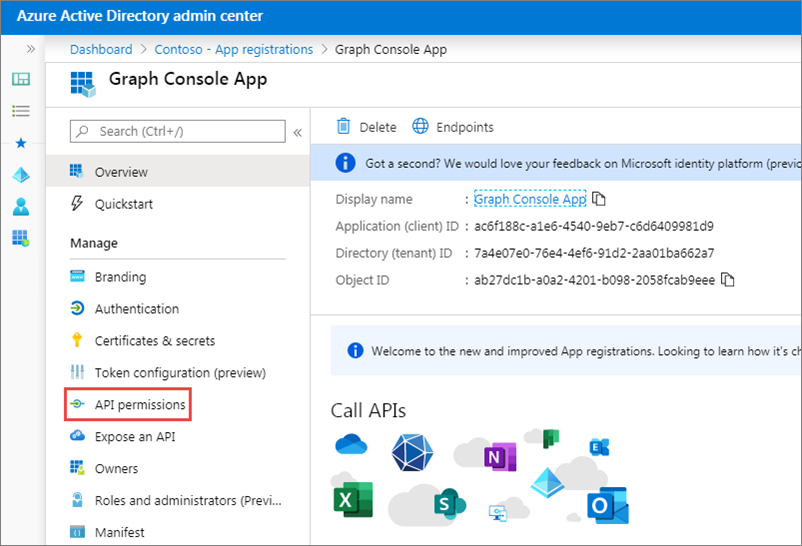 Azure Active Directory admin center
Dashboard > Contoso - App registrations > Graph Console App
Graph Console App
Search (Ctrl+/)
Overview
Quickstart
Manage
Branding
Authentication
Certificates & secrets
Token configuration (preview)
API permissions
Expose an API
Owners
Roles and administrators (Previ...
Manifest
Delete Endpoints
Got a second? We would love your feedback on Microsoft identity platform (previo
Display name : Graph Console App
Application (client) ID : ac6f188c-a1e6-4540-9eb7-c6d6409981d9
Directory (tenant) ID : 7a4e07e0-76e4-4ef6-91d2-2aa01ba662a7
Object ID : ab27dc1b-a0a2-4201-b098-2058fcab9eee
Welcome to the new and improved App registrations. Looking to learn how it's ch
Call APIs
N
E
X
S
O